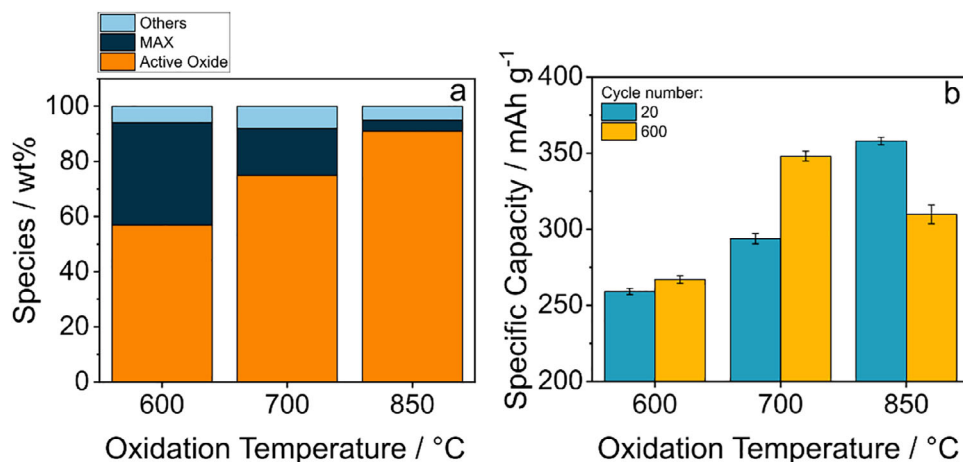 Others
MAX
Active Oxide
a
100
80
60
40
20
0
Species / wt%
600 700 850
Oxidation Temperature / °C
b
Cycle number:
20
600
400
350
300
250
200
Specific Capacity / mAh g⁻¹
600 700 850
Oxidation Temperature / °C